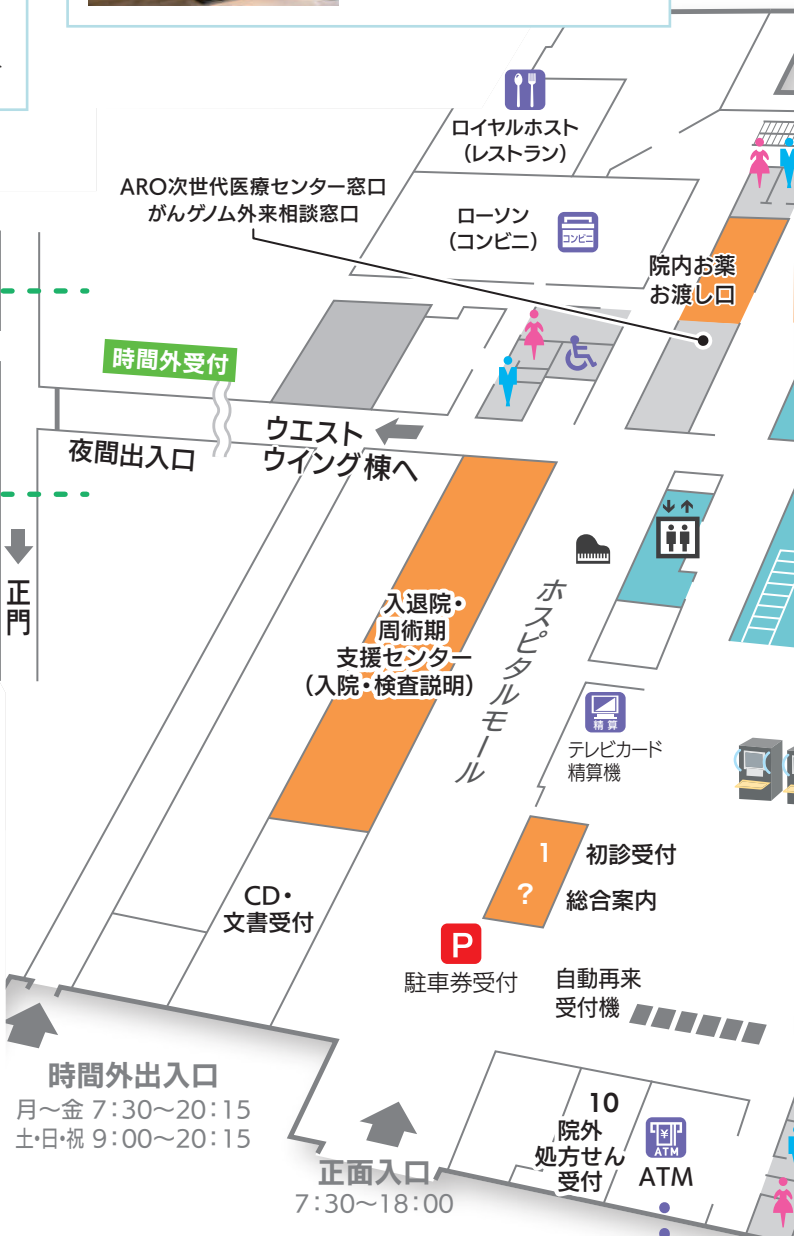 ロイヤルホスト
(レストラン)
ARO次世代医療センター窓口
がんゲノム外来相談窓口
ローソン
(コンビニ)
コンビニ
院内お薬
お渡し口
時間外受付
ウエスト
ウイング棟へ
夜間出入口
正門
入退院・
周術期
支援センター
(入院・検査説明)
ホスピタルモール
精算
テレビカード
精算機
1 初診受付
? 総合案内
CD・
文書受付
P
駐車券受付
自動再来
受付機
時間外出入口
月～金 7:30～20:15
土・日・祝 9:00～20:15
正面入口
7:30～18:00
10
院外
処方せん
受付
ATM
ATM